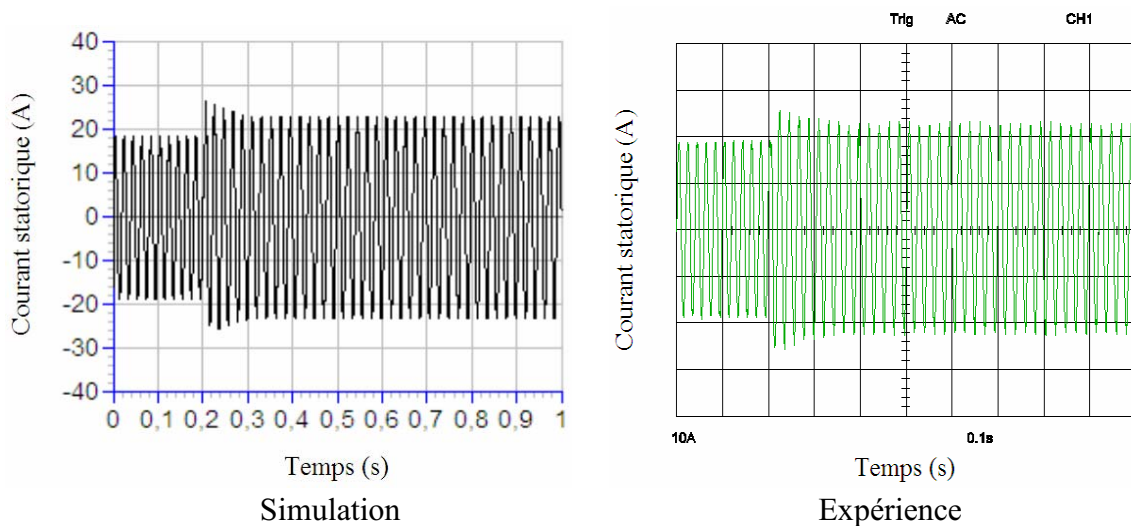 Trig AC CH1
Courant statorique (A)
40
30
20
10
0
-10
-20
-30
-40
0 0,1 0,2 0,3 0,4 0,5 0,6 0,7 0,8 0,9 1
Temps (s)
Simulation
Courant statorique (A)
10A 0.1s
Temps (s)
Expérience